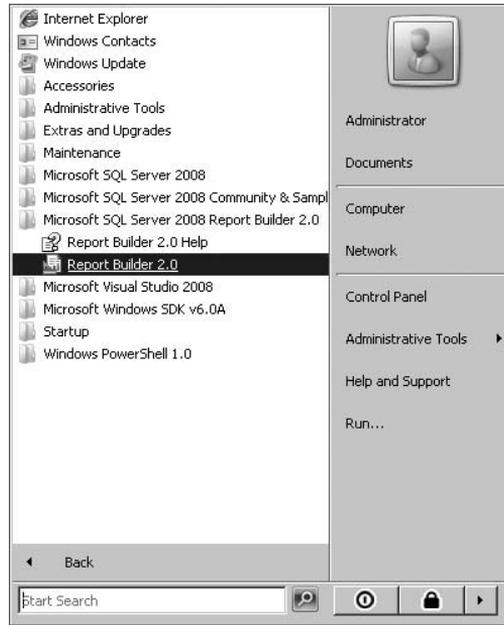 Internet Explorer
Windows Contacts
Windows Update
Accessories
Administrative Tools
Extras and Upgrades
Maintenance
Microsoft SQL Server 2008
Microsoft SQL Server 2008 Community & Sampl
Microsoft SQL Server 2008 Report Builder 2.0
Report Builder 2.0 Help
Report Builder 2.0
Microsoft Visual Studio 2008
Microsoft Windows SDK v6.0A
Startup
Windows PowerShell 1.0
Back
Start Search
Administrator
Documents
Computer
Network
Control Panel
Administrative Tools
Help and Support
Run...